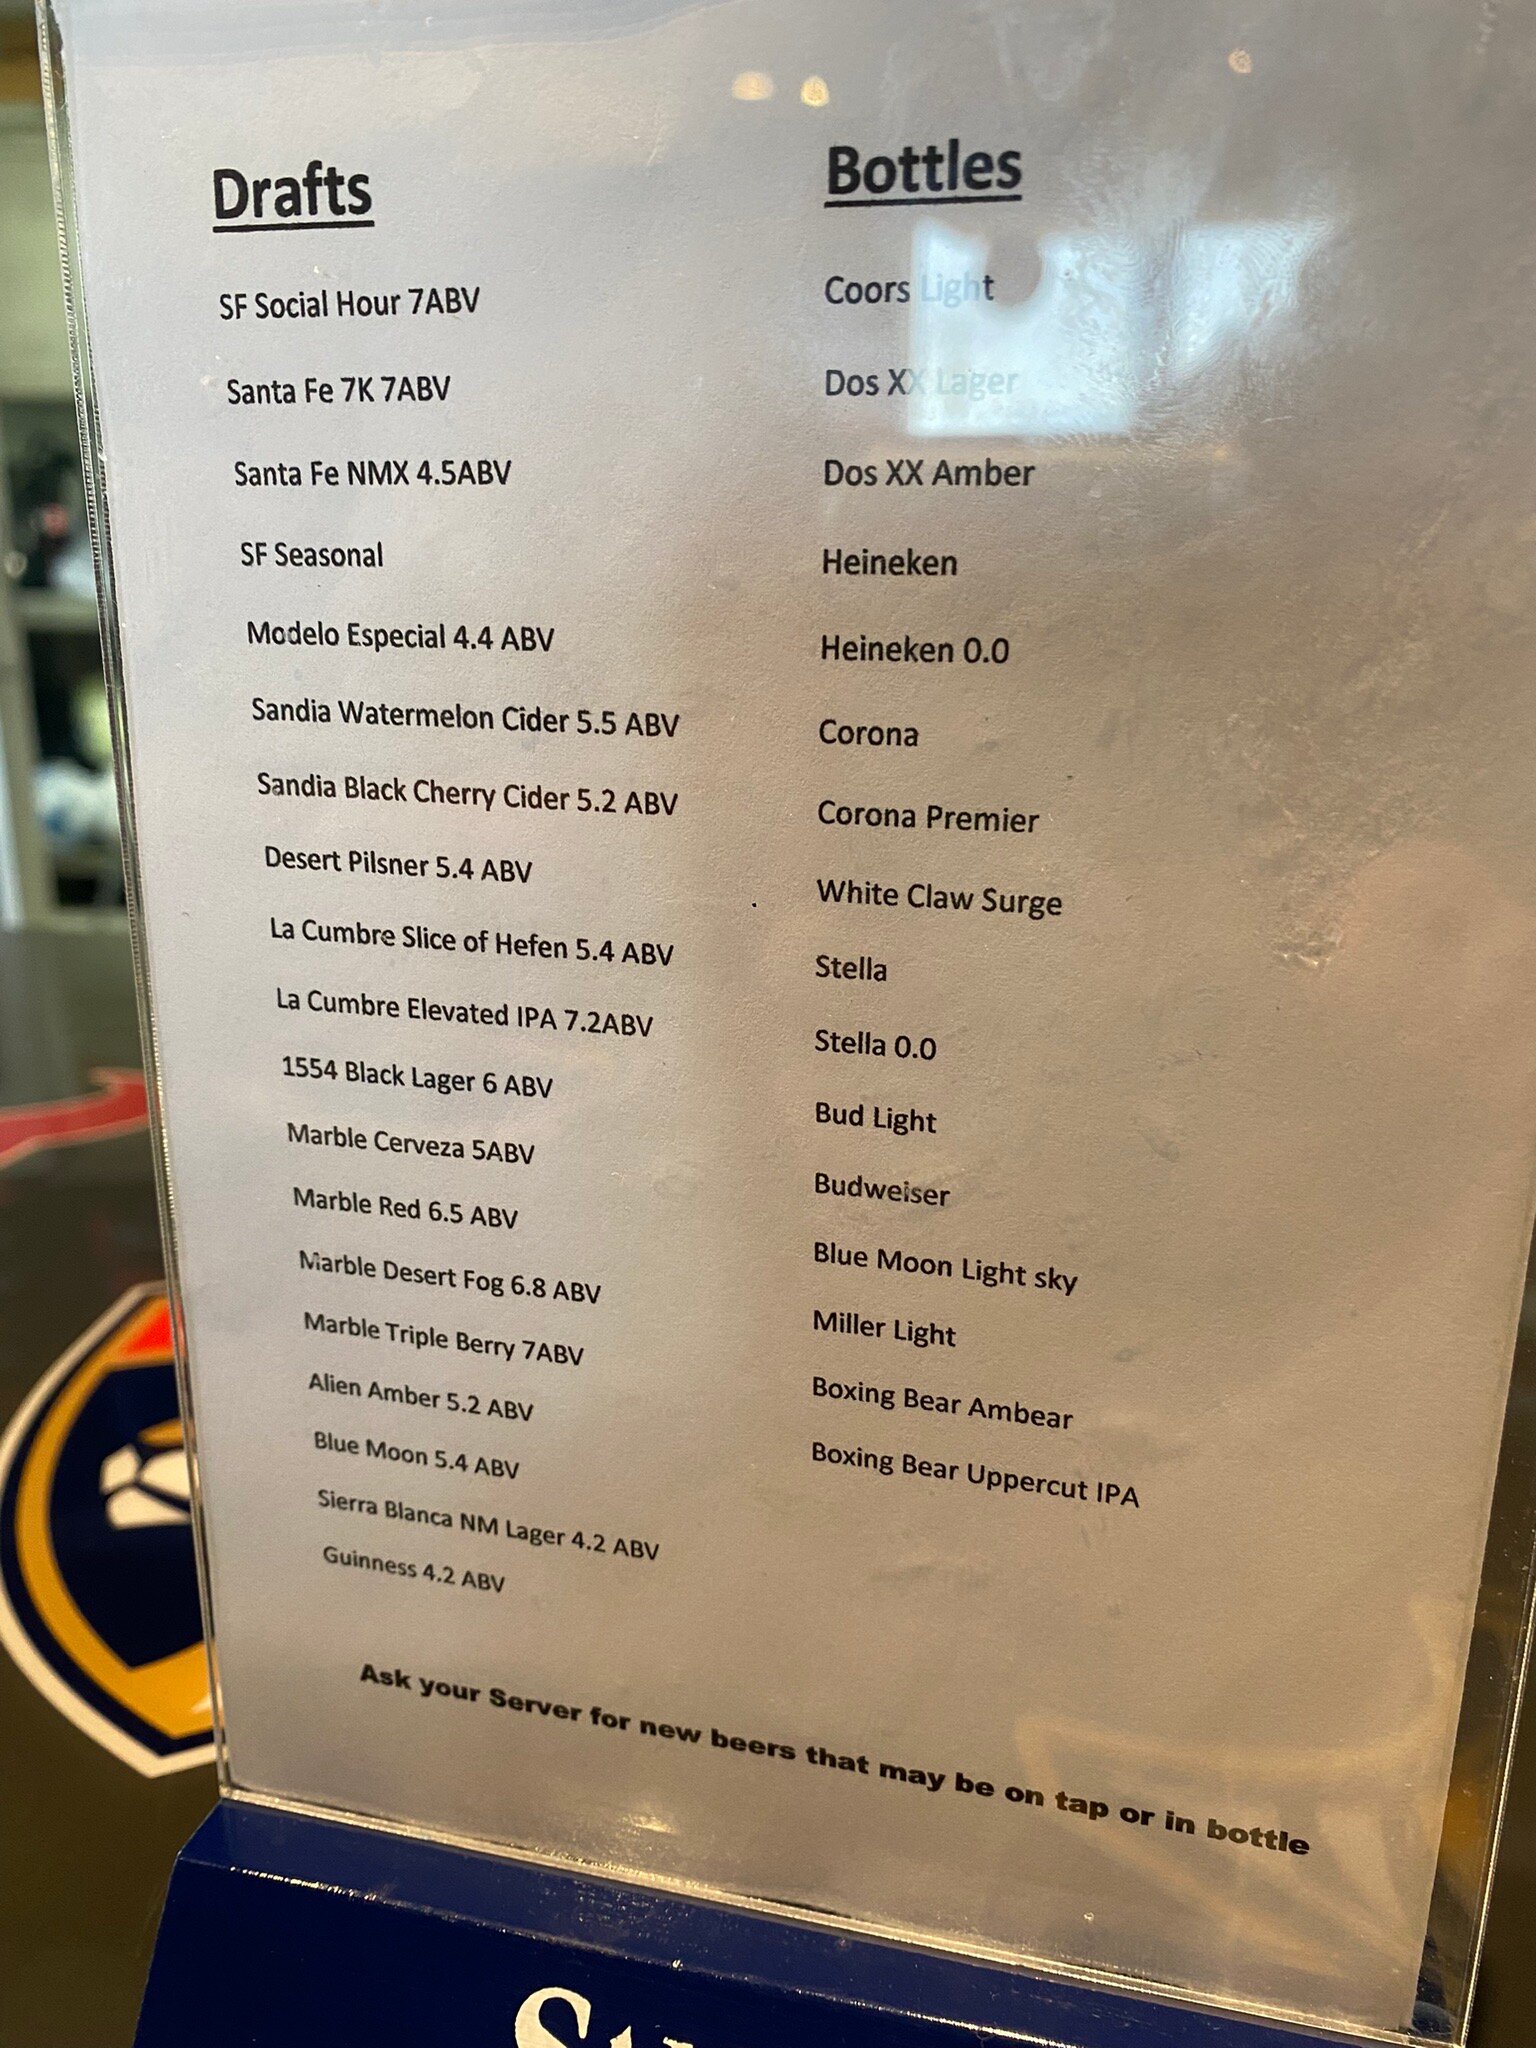 Drafts
SF Social Hour 7ABV
Santa Fe 7K 7ABV
Santa Fe NMX 4.5ABV
SF Seasonal
Modelo Especial 4.4 ABV
Sandia Watermelon Cider 5.5 ABV
Sandia Black Cherry Cider 5.2 ABV
Desert Pilsner 5.4 ABV
La Cumbre Slice of Hefen 5.4 ABV
La Cumbre Elevated IPA 7.2ABV
1554 Black Lager 6 ABV
Marble Cerveza 5ABV
Marble Red 6.5 ABV
Marble Desert Fog 6.8 ABV
Marble Triple Berry 7ABV
Alien Amber 5.2 ABV
Blue Moon 5.4 ABV
Sierra Blanca NM Lager 4.2 ABV
Guinness 4.2 ABV
Bottles
Coors Light
Dos XX Lager
Dos XX Amber
Heineken
Heineken 0.0
Corona
Corona Premier
White Claw Surge
Stella
Stella 0.0
Bud Light
Budweiser
Blue Moon Light sky
Miller Light
Boxing Bear Ambear
Boxing Bear Uppercut IPA
Ask your Server for new beers that may be on tap or in bottle